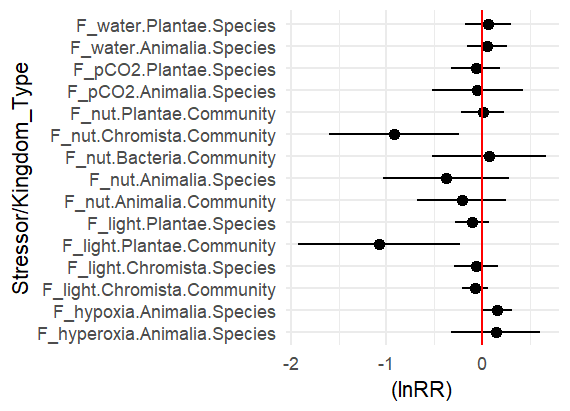 Stressor/Kingdom_Type
F_water.Plantae.Species
F_water.Animalia.Species
F_pCO2.Plantae.Species
F_pCO2.Animalia.Species
F_nut.Plantae.Community
F_nut.Chromista.Community
F_nut.Bacteria.Community
F_nut.Animalia.Species
F_nut.Animalia.Community
F_light.Plantae.Species
F_light.Plantae.Community
F_light.Chromista.Species
F_light.Chromista.Community
F_hypoxia.Animalia.Species
F_hyperoxia.Animalia.Species
-2 -1 0
(lnRR)